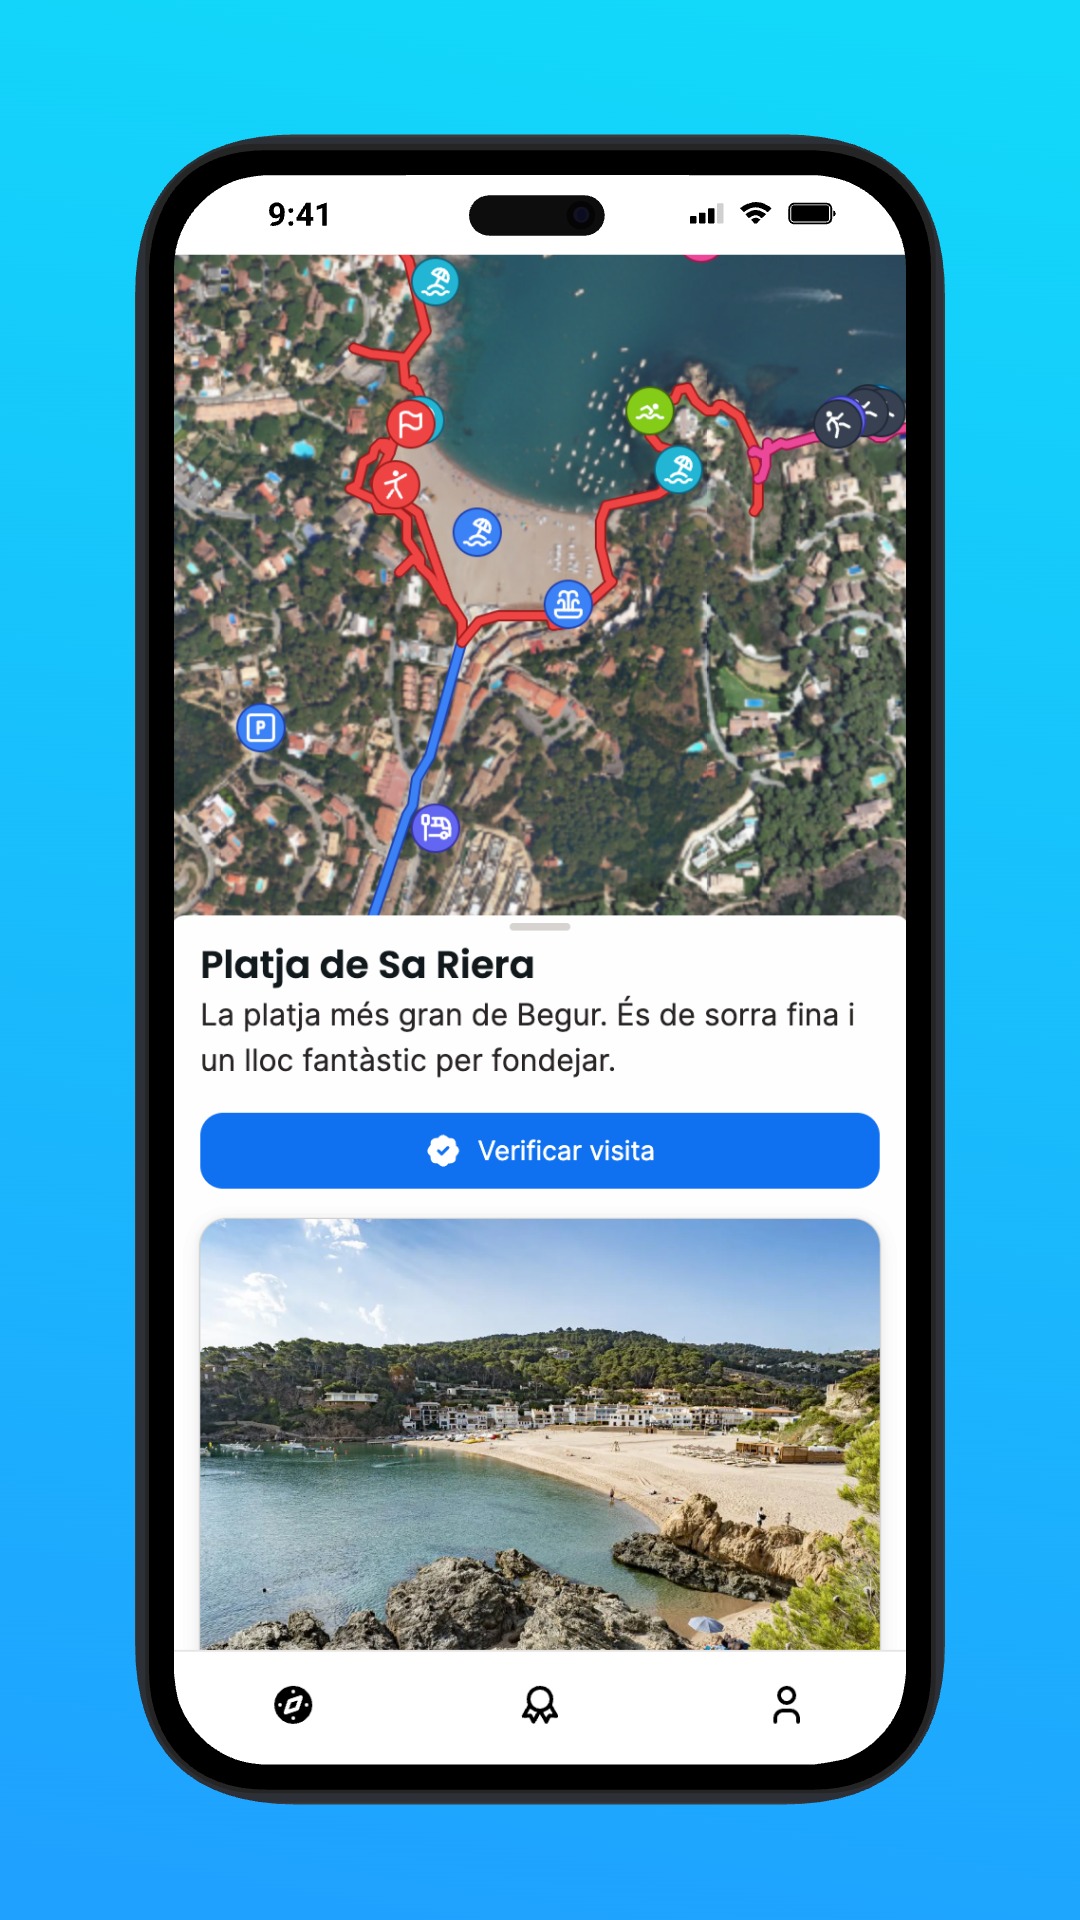 9:41
P
Platja de Sa Riera
La platja més gran de Begur. És de sorra fina i
un lloc fantàstic per fondejar.
Verificar visita